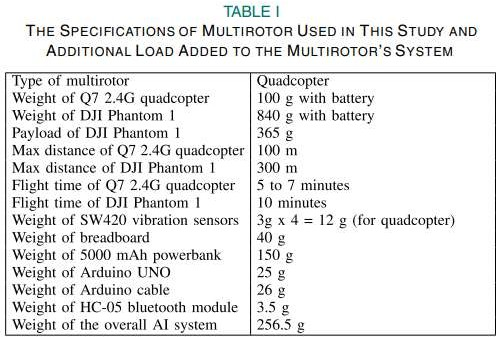 TABLE I
THE SPECIFICATIONS OF MULTIROTOR USED IN THIS STUDY AND
ADDITIONAL LOAD ADDED TO THE MULTIROTOR'S SYSTEM
Type of multirotor Quadcopter
Weight of Q7 2.4G quadcopter 100 g with battery
Weight of DJI Phantom 1 840 g with battery
Payload of DJI Phantom 1 365 g
Max distance of Q7 2.4G quadcopter 100 m
Max distance of DJI Phantom 1 300 m
Flight time of Q7 2.4G quadcopter 5 to 7 minutes
Flight time of DJI Phantom 1 10 minutes
Weight of SW420 vibration sensors 3g x 4 = 12 g (for quadcopter)
Weight of breadboard 40 g
Weight of 5000 mAh powerbank 150 g
Weight of Arduino UNO 25 g
Weight of Arduino cable 26 g
Weight of HC-05 bluetooth module 3.5 g
Weight of the overall AI system 256.5 g